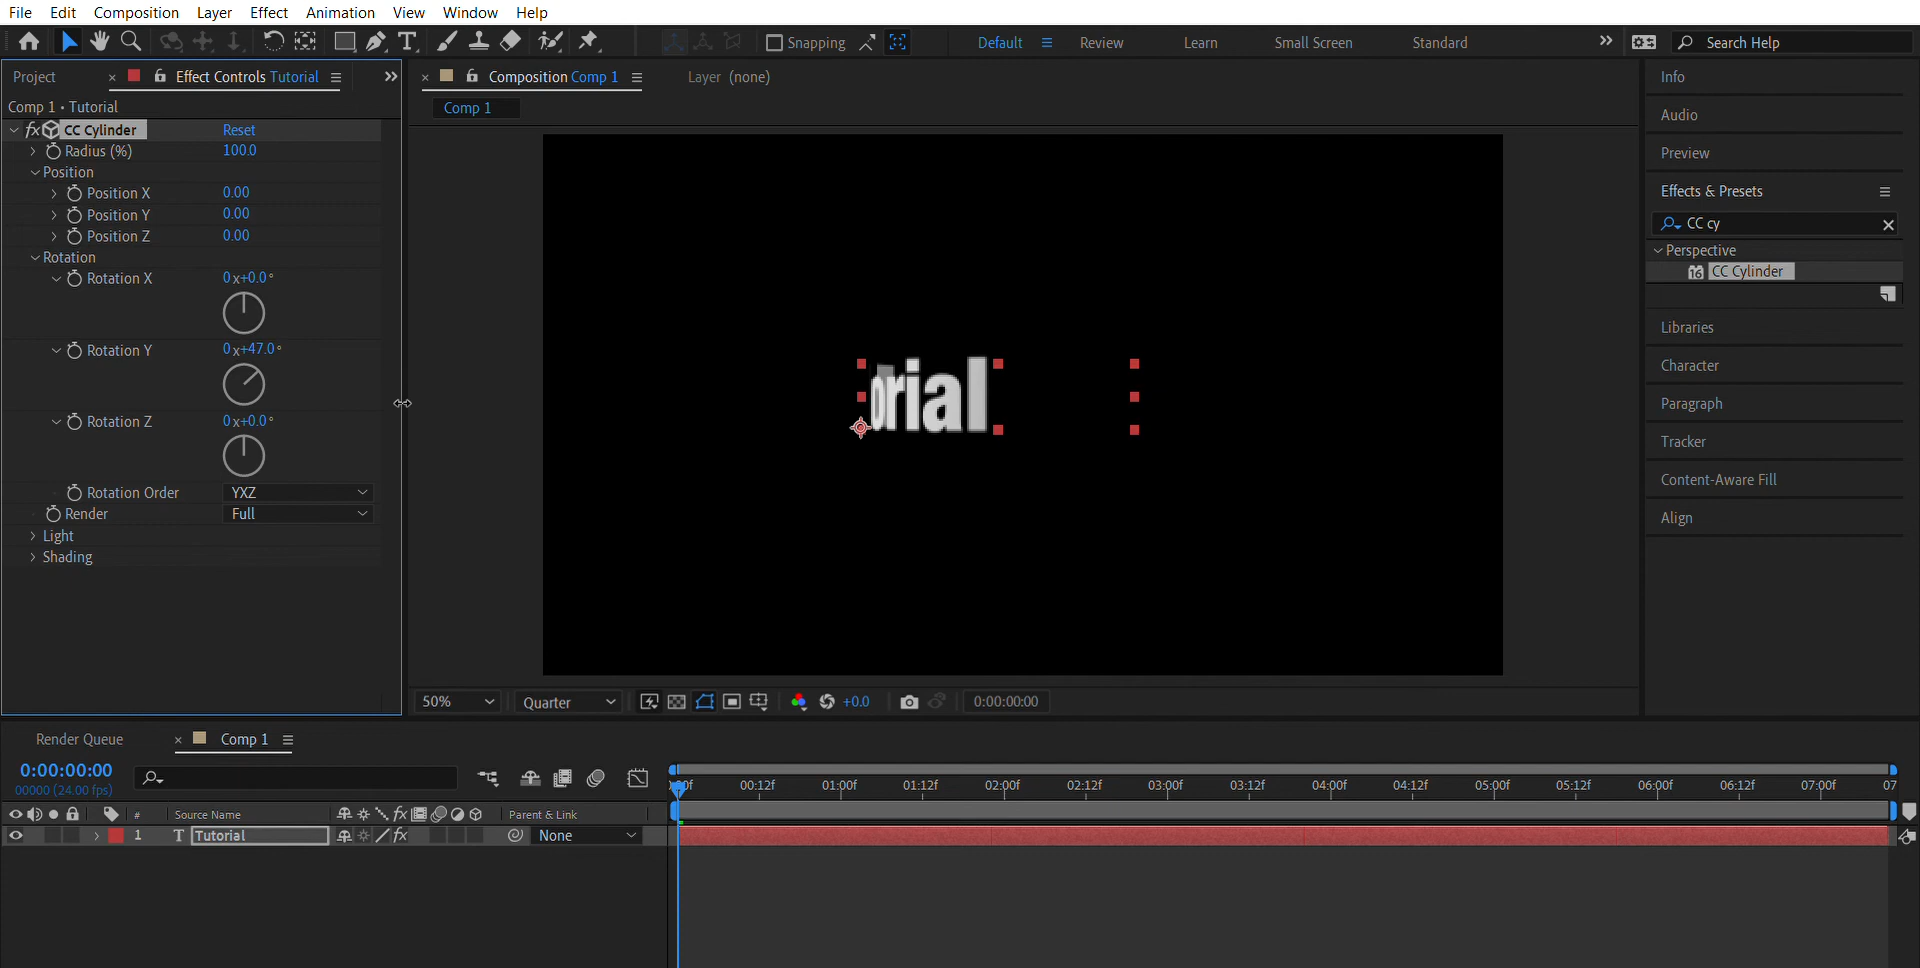 File Edit Composition Layer Effect Animation View Window Help
Snapping Default Review Learn Small Screen Standard Search Help
Project Effect Controls Tutorial
Composition Comp 1 Layer (none)
Comp 1
Comp 1 • Tutorial
fx CC Cylinder Reset
Radius (%) 100.0
Position
Position X 0.00
Position Y 0.00
Position Z 0.00
Rotation
Rotation X 0x+0.0°
Rotation Y 0x+47.0°
Rotation Z 0x+0.0°
Rotation Order YXZ
Render Full
Light
Shading
orial
50% Quarter +0.0 0:00:00:00
Info
Audio
Preview
Effects & Presets
CC cy
Perspective
16 CC Cylinder
Libraries
Character
Paragraph
Tracker
Content-Aware Fill
Align
Render Queue Comp 1
0:00:00:00
00000 (24.00 fps)
00f 00:12f 01:00f 01:12f 02:00f 02:12f 03:00f 03:12f 04:00f 04:12f 05:00f 05:12f 06:00f 06:12f 07:00f 07
# Source Name fx Parent & Link
1 T Tutorial fx None